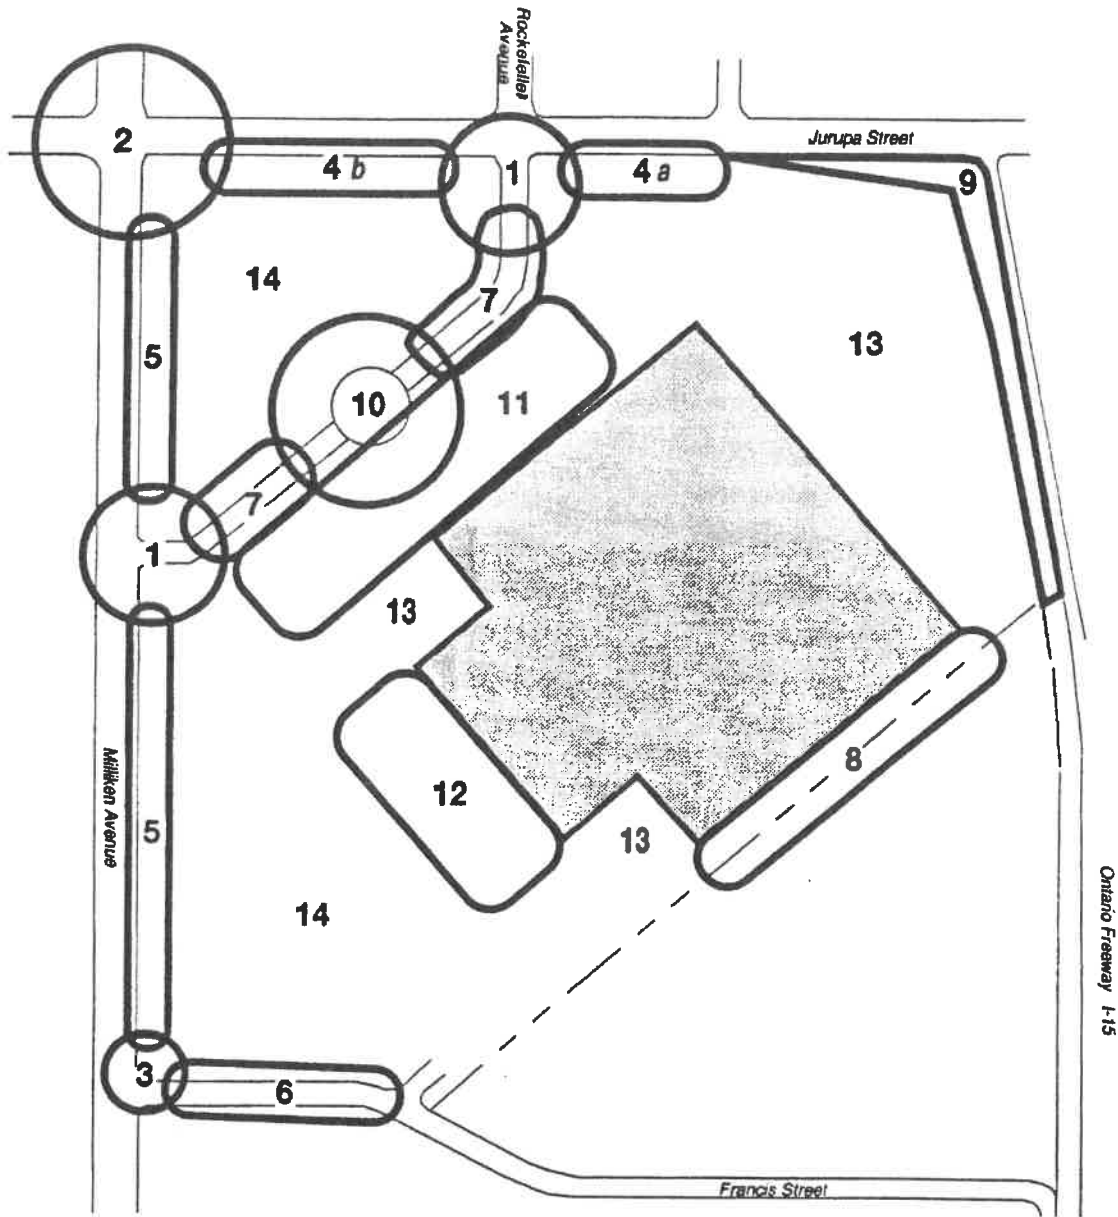 Rockefeller
Avenue
2
4 b
1
4 a
Jurupa Street
9
14
7
5
13
10
11
7
1
13
Milliken Avenue
8
12
5
13
14
Ontario Freeway I-15
3
6
Francis Street